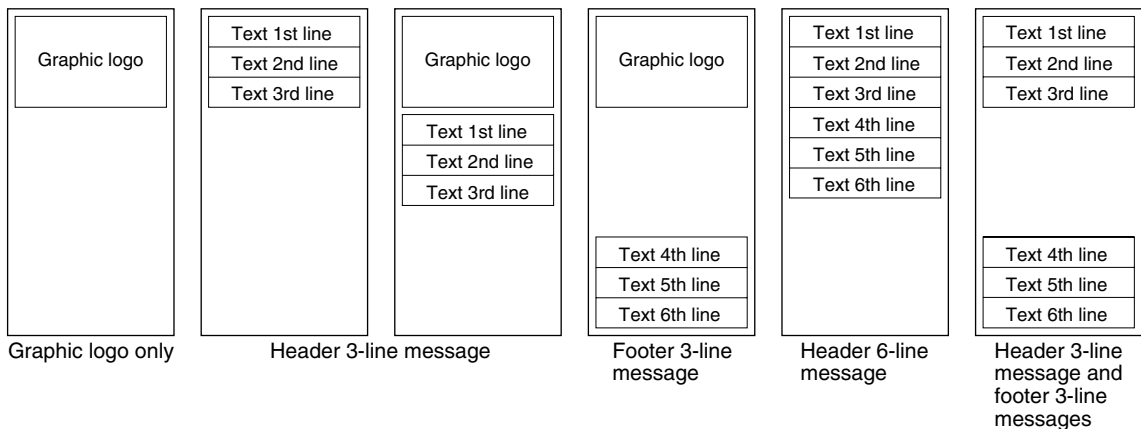 Graphic logo
Graphic logo only
Text 1st line
Text 2nd line
Text 3rd line
Graphic logo
Text 1st line
Text 2nd line
Text 3rd line
Header 3-line message
Graphic logo
Text 4th line
Text 5th line
Text 6th line
Footer 3-line
message
Text 1st line
Text 2nd line
Text 3rd line
Text 4th line
Text 5th line
Text 6th line
Header 6-line
message
Text 1st line
Text 2nd line
Text 3rd line
Text 4th line
Text 5th line
Text 6th line
Header 3-line
message and
footer 3-line
messages